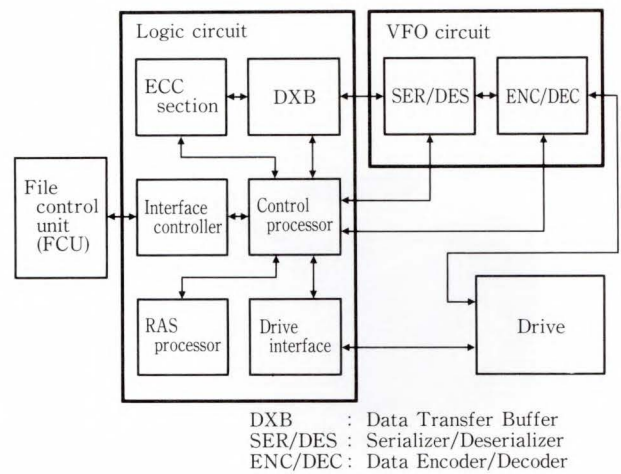 Logic circuit
VFO circuit
ECC
section
DXB
SER/DES
ENC/DEC
File
control
unit
(FCU)
Interface
controller
Control
processor
RAS
processor
Drive
interface
Drive
DXB : Data Transfer Buffer
SER/DES : Serializer/Deserializer
ENC/DEC : Data Encoder/Decoder